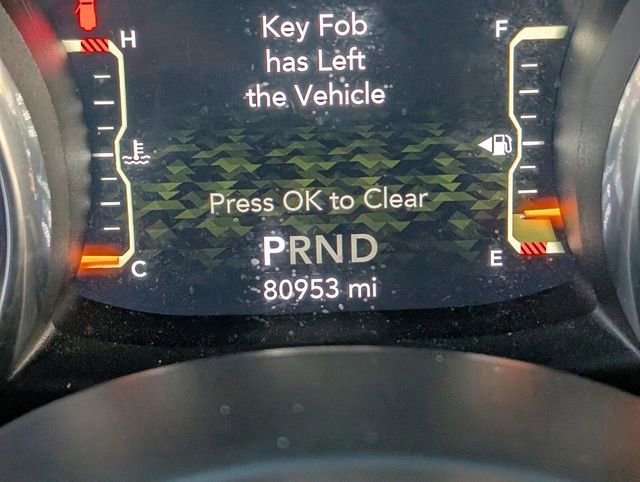 Key Fob
has Left
the Vehicle
H
F
Press OK to Clear
PRND
C
E
80953 mi